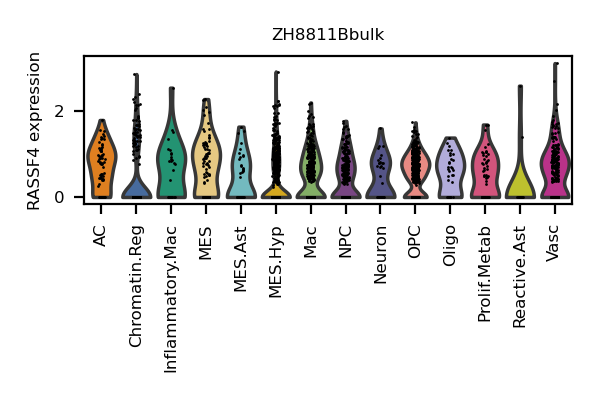 ZH8811Bbulk
RASSF4 expression
2
0
AC
Chromatin.Reg
Inflammatory.Mac
MES
MES.Ast
MES.Hyp
Mac
NPC
Neuron
OPC
Oligo
Prolif.Metab
Reactive.Ast
Vasc